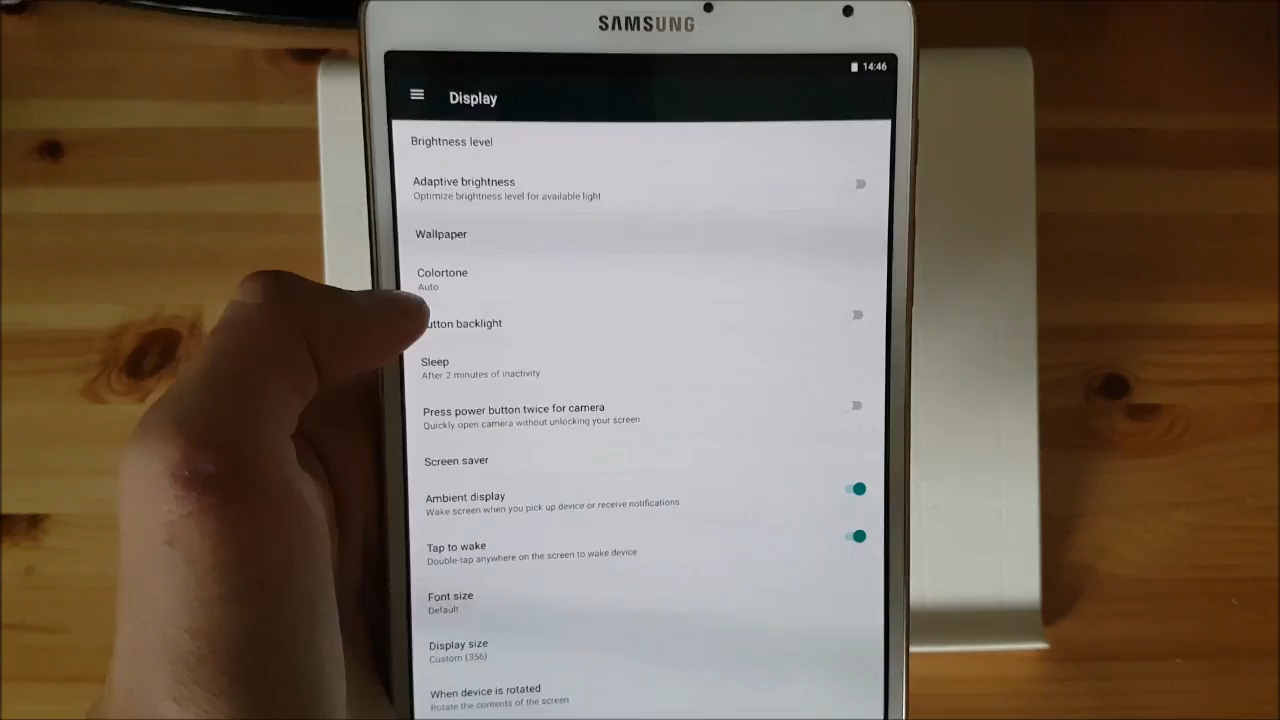 SAMSUNG
14:46
Display
Brightness level
Adaptive brightness
Optimize brightness level for available light
Wallpaper
Colortone
Auto
utton backlight
Sleep
After 2 minutes of inactivity
Press power button twice for camera
Quickly open camera without unlocking your screen
Screen saver
Ambient display
Wake screen when you pick up device or receive notifications
Tap to wake
Double-tap anywhere on the screen to wake device
Font size
Default
Display size
Custom (356)
When device is rotated
Rotate the contents of the screen